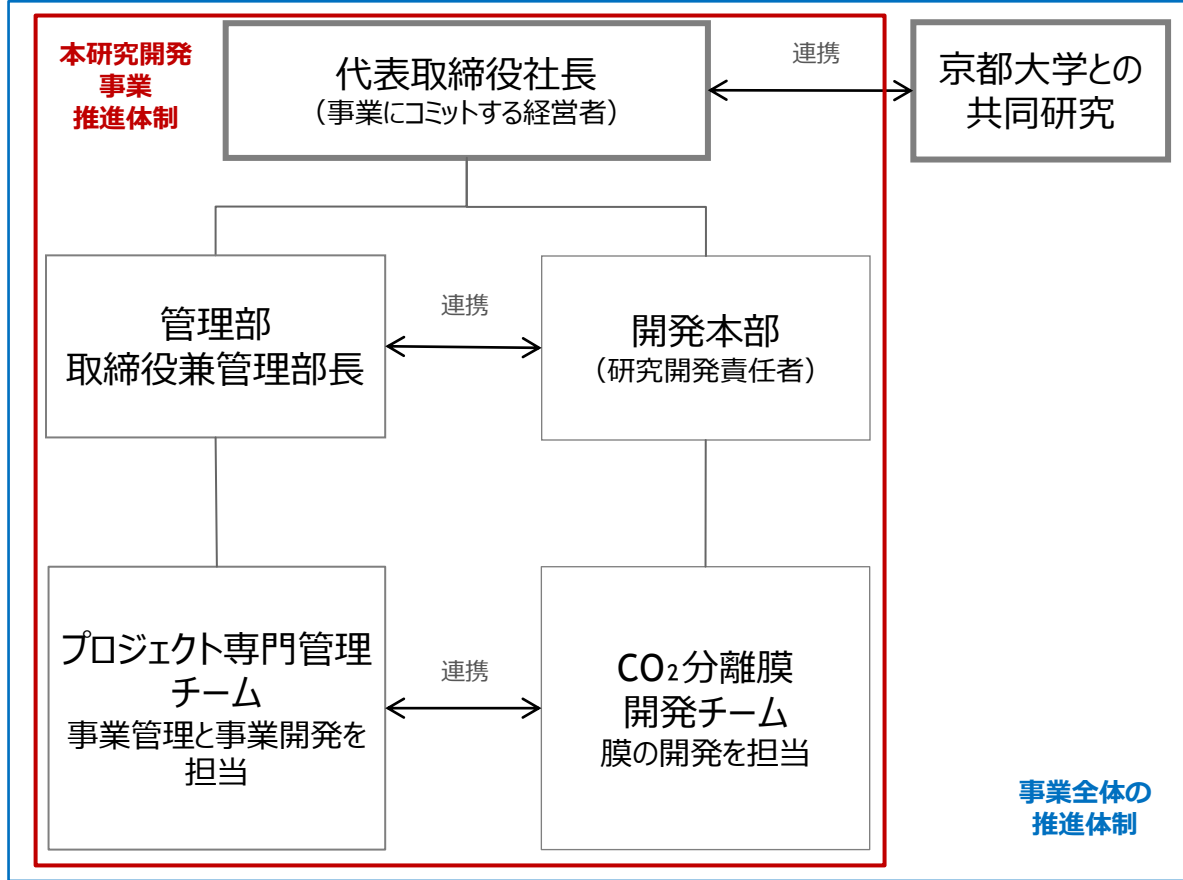 本研究開発
事業
推進体制
代表取締役社長
（事業にコミットする経営者）
連携
京都大学との
共同研究
管理部
取締役兼管理部長
連携
開発本部
（研究開発責任者）
プロジェクト専門管理
チーム
事業管理と事業開発を
担当
連携
CO₂分離膜
開発チーム
膜の開発を担当
事業全体の
推進体制